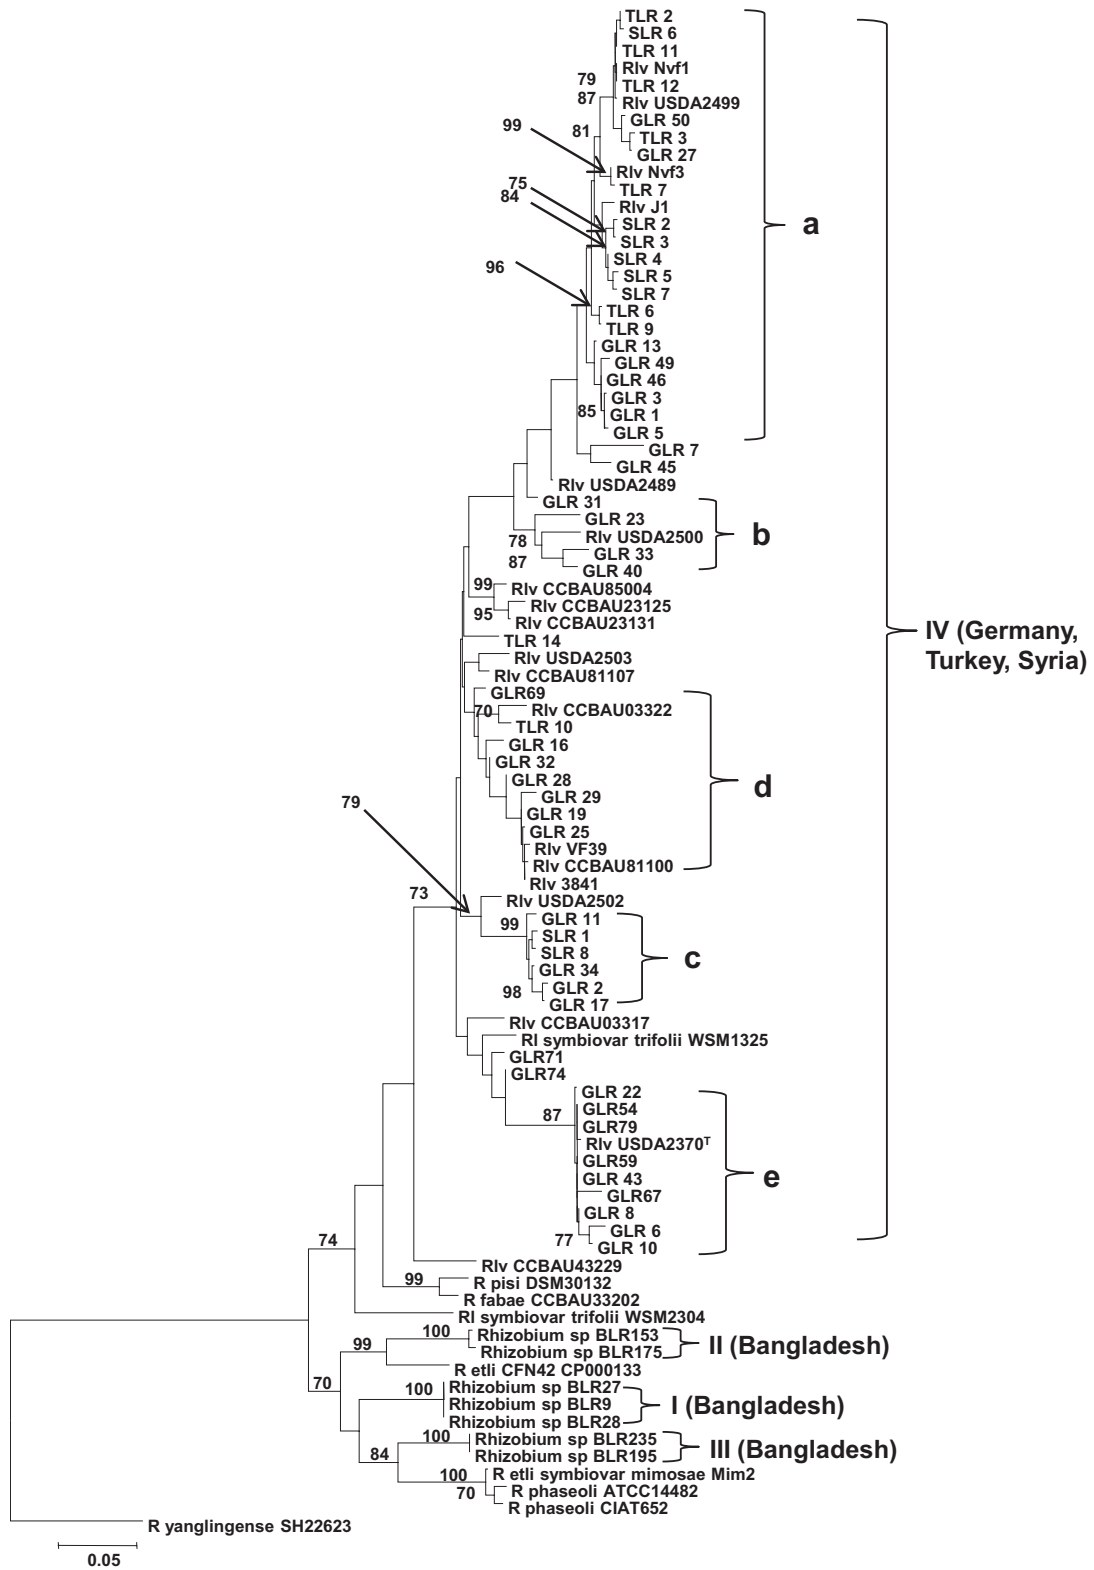 TLR 2
SLR 6
TLR 11
Rlv Nvf1
79
TLR 12
87
Rlv USDA2499
GLR 50
99
81
TLR 3
GLR 27
Rlv Nvf3
75
TLR 7
84
Rlv J1
SLR 2
a
SLR 3
SLR 4
96
SLR 5
SLR 7
TLR 6
TLR 9
GLR 13
GLR 49
GLR 46
GLR 3
85
GLR 1
GLR 5
GLR 7
GLR 45
Rlv USDA2489
GLR 31
GLR 23
b
78
Rlv USDA2500
GLR 33
87
GLR 40
99
Rlv CCBAU85004
95
Rlv CCBAU23125
Rlv CCBAU23131
IV (Germany,
Turkey, Syria)
TLR 14
Rlv USDA2503
Rlv CCBAU81107
GLR69
70
Rlv CCBAU03322
TLR 10
GLR 16
GLR 32
GLR 28
d
79
GLR 29
GLR 19
GLR 25
Rlv VF39
Rlv CCBAU81100
Rlv 3841
73
Rlv USDA2502
99
GLR 11
SLR 1
SLR 8
c
GLR 34
98
GLR 2
GLR 17
Rlv CCBAU03317
Rl symbiovar trifolii WSM1325
GLR71
GLR74
GLR 22
87
GLR54
GLR79
Rlv USDA2370ᵀ
GLR59
e
GLR 43
GLR67
GLR 8
77
GLR 6
GLR 10
74
Rlv CCBAU43229
99
R pisi DSM30132
R fabae CCBAU33202
Rl symbiovar trifolii WSM2304
100
Rhizobium sp BLR153
99
Rhizobium sp BLR175
II (Bangladesh)
R etli CFN42 CP000133
70
100
Rhizobium sp BLR27
Rhizobium sp BLR9
I (Bangladesh)
Rhizobium sp BLR28
100
Rhizobium sp BLR235
84
Rhizobium sp BLR195
III (Bangladesh)
100
R etli symbiovar mimosae Mim2
70
R phaseoli ATCC14482
R phaseoli CIAT652
R yanglingense SH22623
0.05